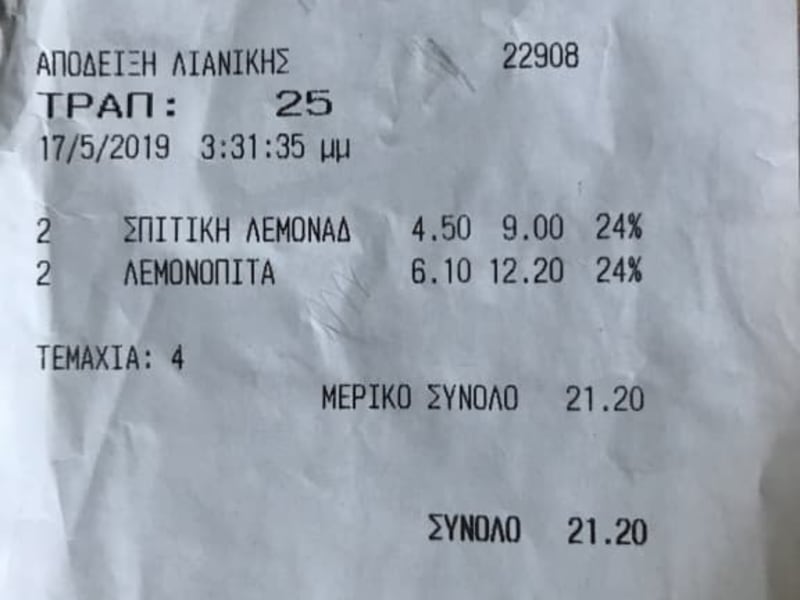 ΑΠΟΔΕΙΞΗ ΛΙΑΝΙΚΗΣ 22908
ΤΡΑΠ: 25
17/5/2019 3:31:35 μμ
2 ΣΠΙΤΙΚΗ ΛΕΜΟΝΑΔ 4.50 9.00 24%
2 ΛΕΜΟΝΟΠΙΤΑ 6.10 12.20 24%
ΤΕΜΑΧΙΑ: 4
ΜΕΡΙΚΟ ΣΥΝΟΛΟ 21.20
ΣΥΝΟΛΟ 21.20